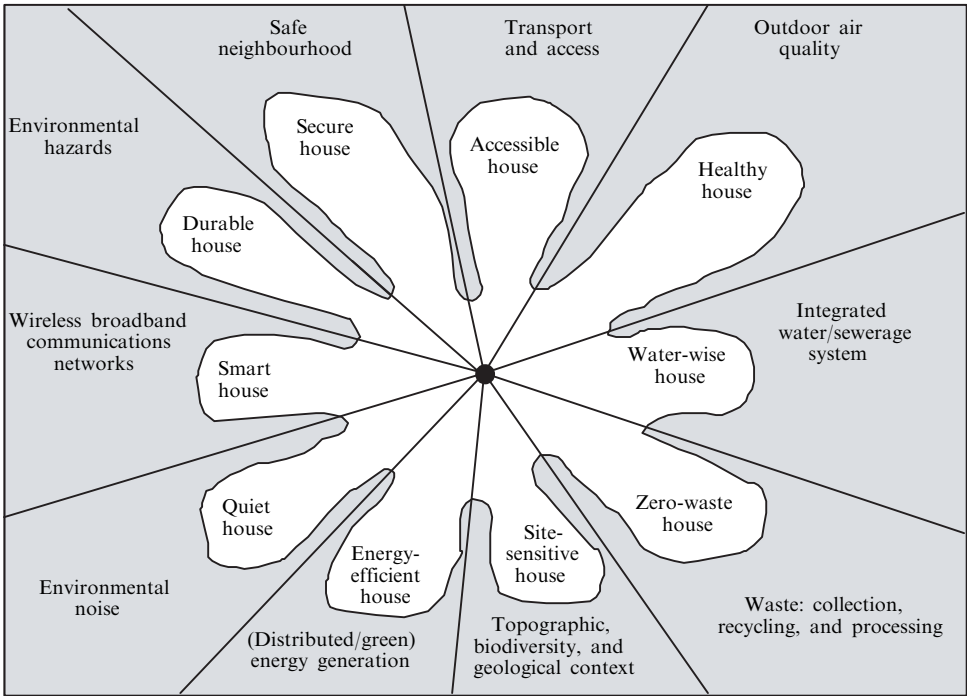 Safe
neighbourhood
Transport
and access
Outdoor air
quality
Environmental
hazards
Secure
house
Accessible
house
Healthy
house
Durable
house
Wireless broadband
communications
networks
Integrated
water/sewerage
system
Smart
house
Water-wise
house
Quiet
house
Zero-waste
house
Energy-
efficient
house
Site-
sensitive
house
Environmental
noise
(Distributed/green)
energy generation
Topographic,
biodiversity, and
geological context
Waste: collection,
recycling, and processing